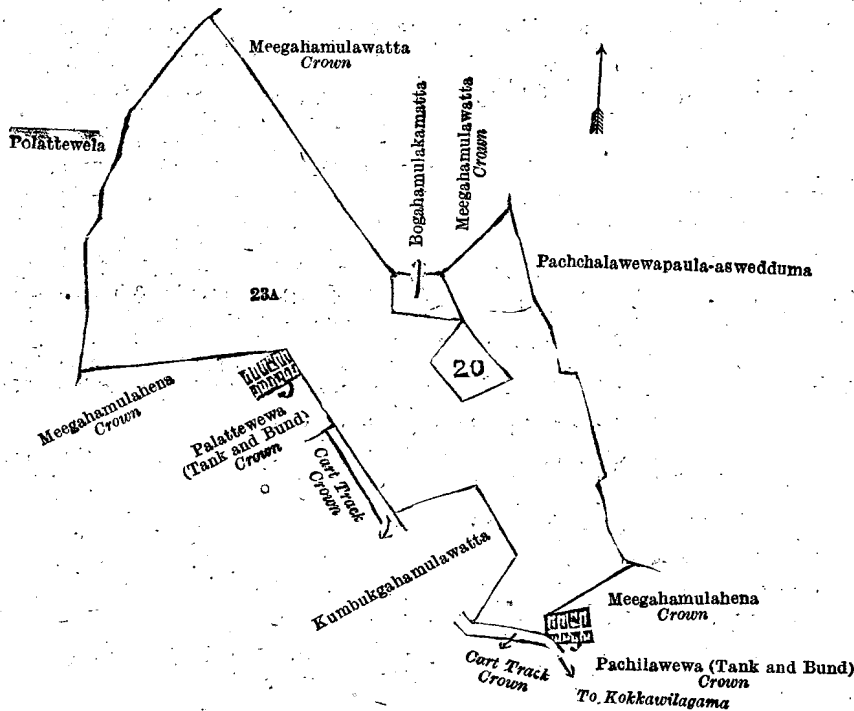 Meegahamulawatta
Crown
Polattewela
Bogahamulakamatta
Meegahamulawatta
Crown
Pachchalawewapaula-aswedduma
23A
20
Meegahamulahena
Crown
Palattewewa
(Tank and Bund)
Crown
Cart Track
Crown
Kumbukgahamulawatta
Meegahamulahena
Crown
Cart Track
Crown
Pachilawewa (Tank and Bund)
Crown
To Kokkawilagama